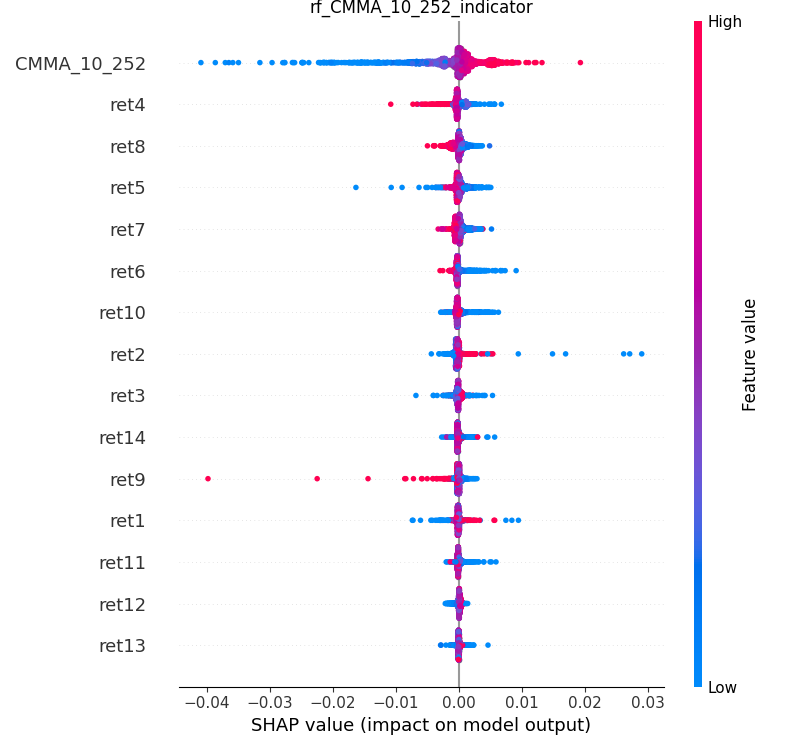 rf_CMMA_10_252_indicator
High
CMMA_10_252
ret4
ret8
ret5
ret7
ret6
ret10
ret2
ret3
ret14
ret9
ret1
ret11
ret12
ret13
Feature value
Low
−0.04 −0.03 −0.02 −0.01 0.00 0.01 0.02 0.03
SHAP value (impact on model output)